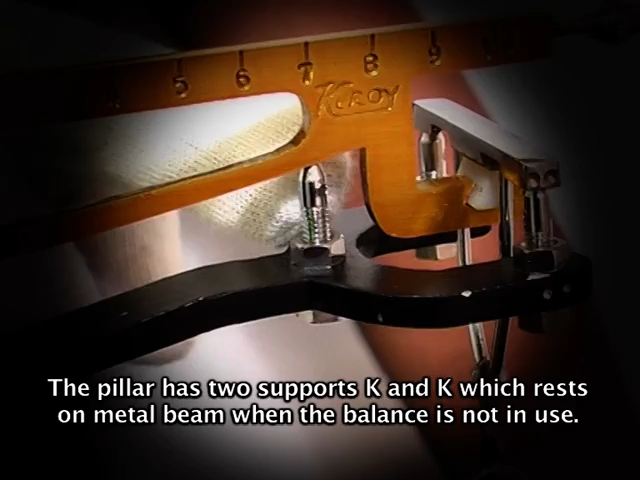 5 6 7 8 9
KEROY
The pillar has two supports K and K which rests
on metal beam when the balance is not in use.